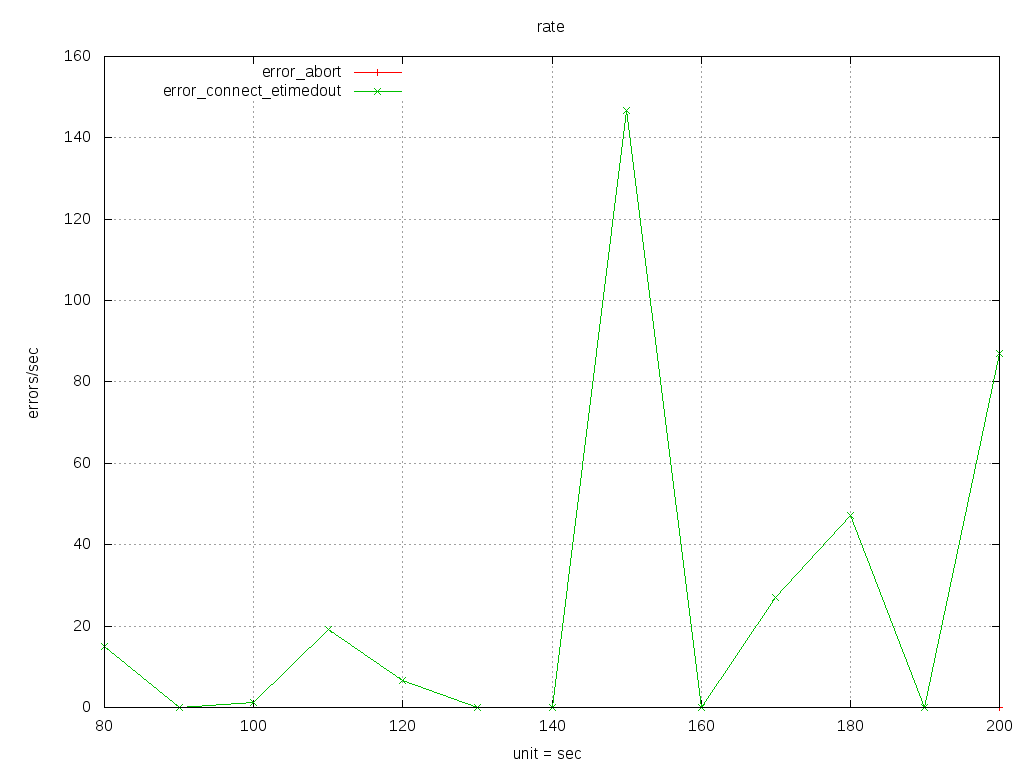 rate
160
error_abort
error_connect_etimedout
140
120
100
80
60
40
20
0
errors/sec
80 100 120 140 160 180 200
unit = sec